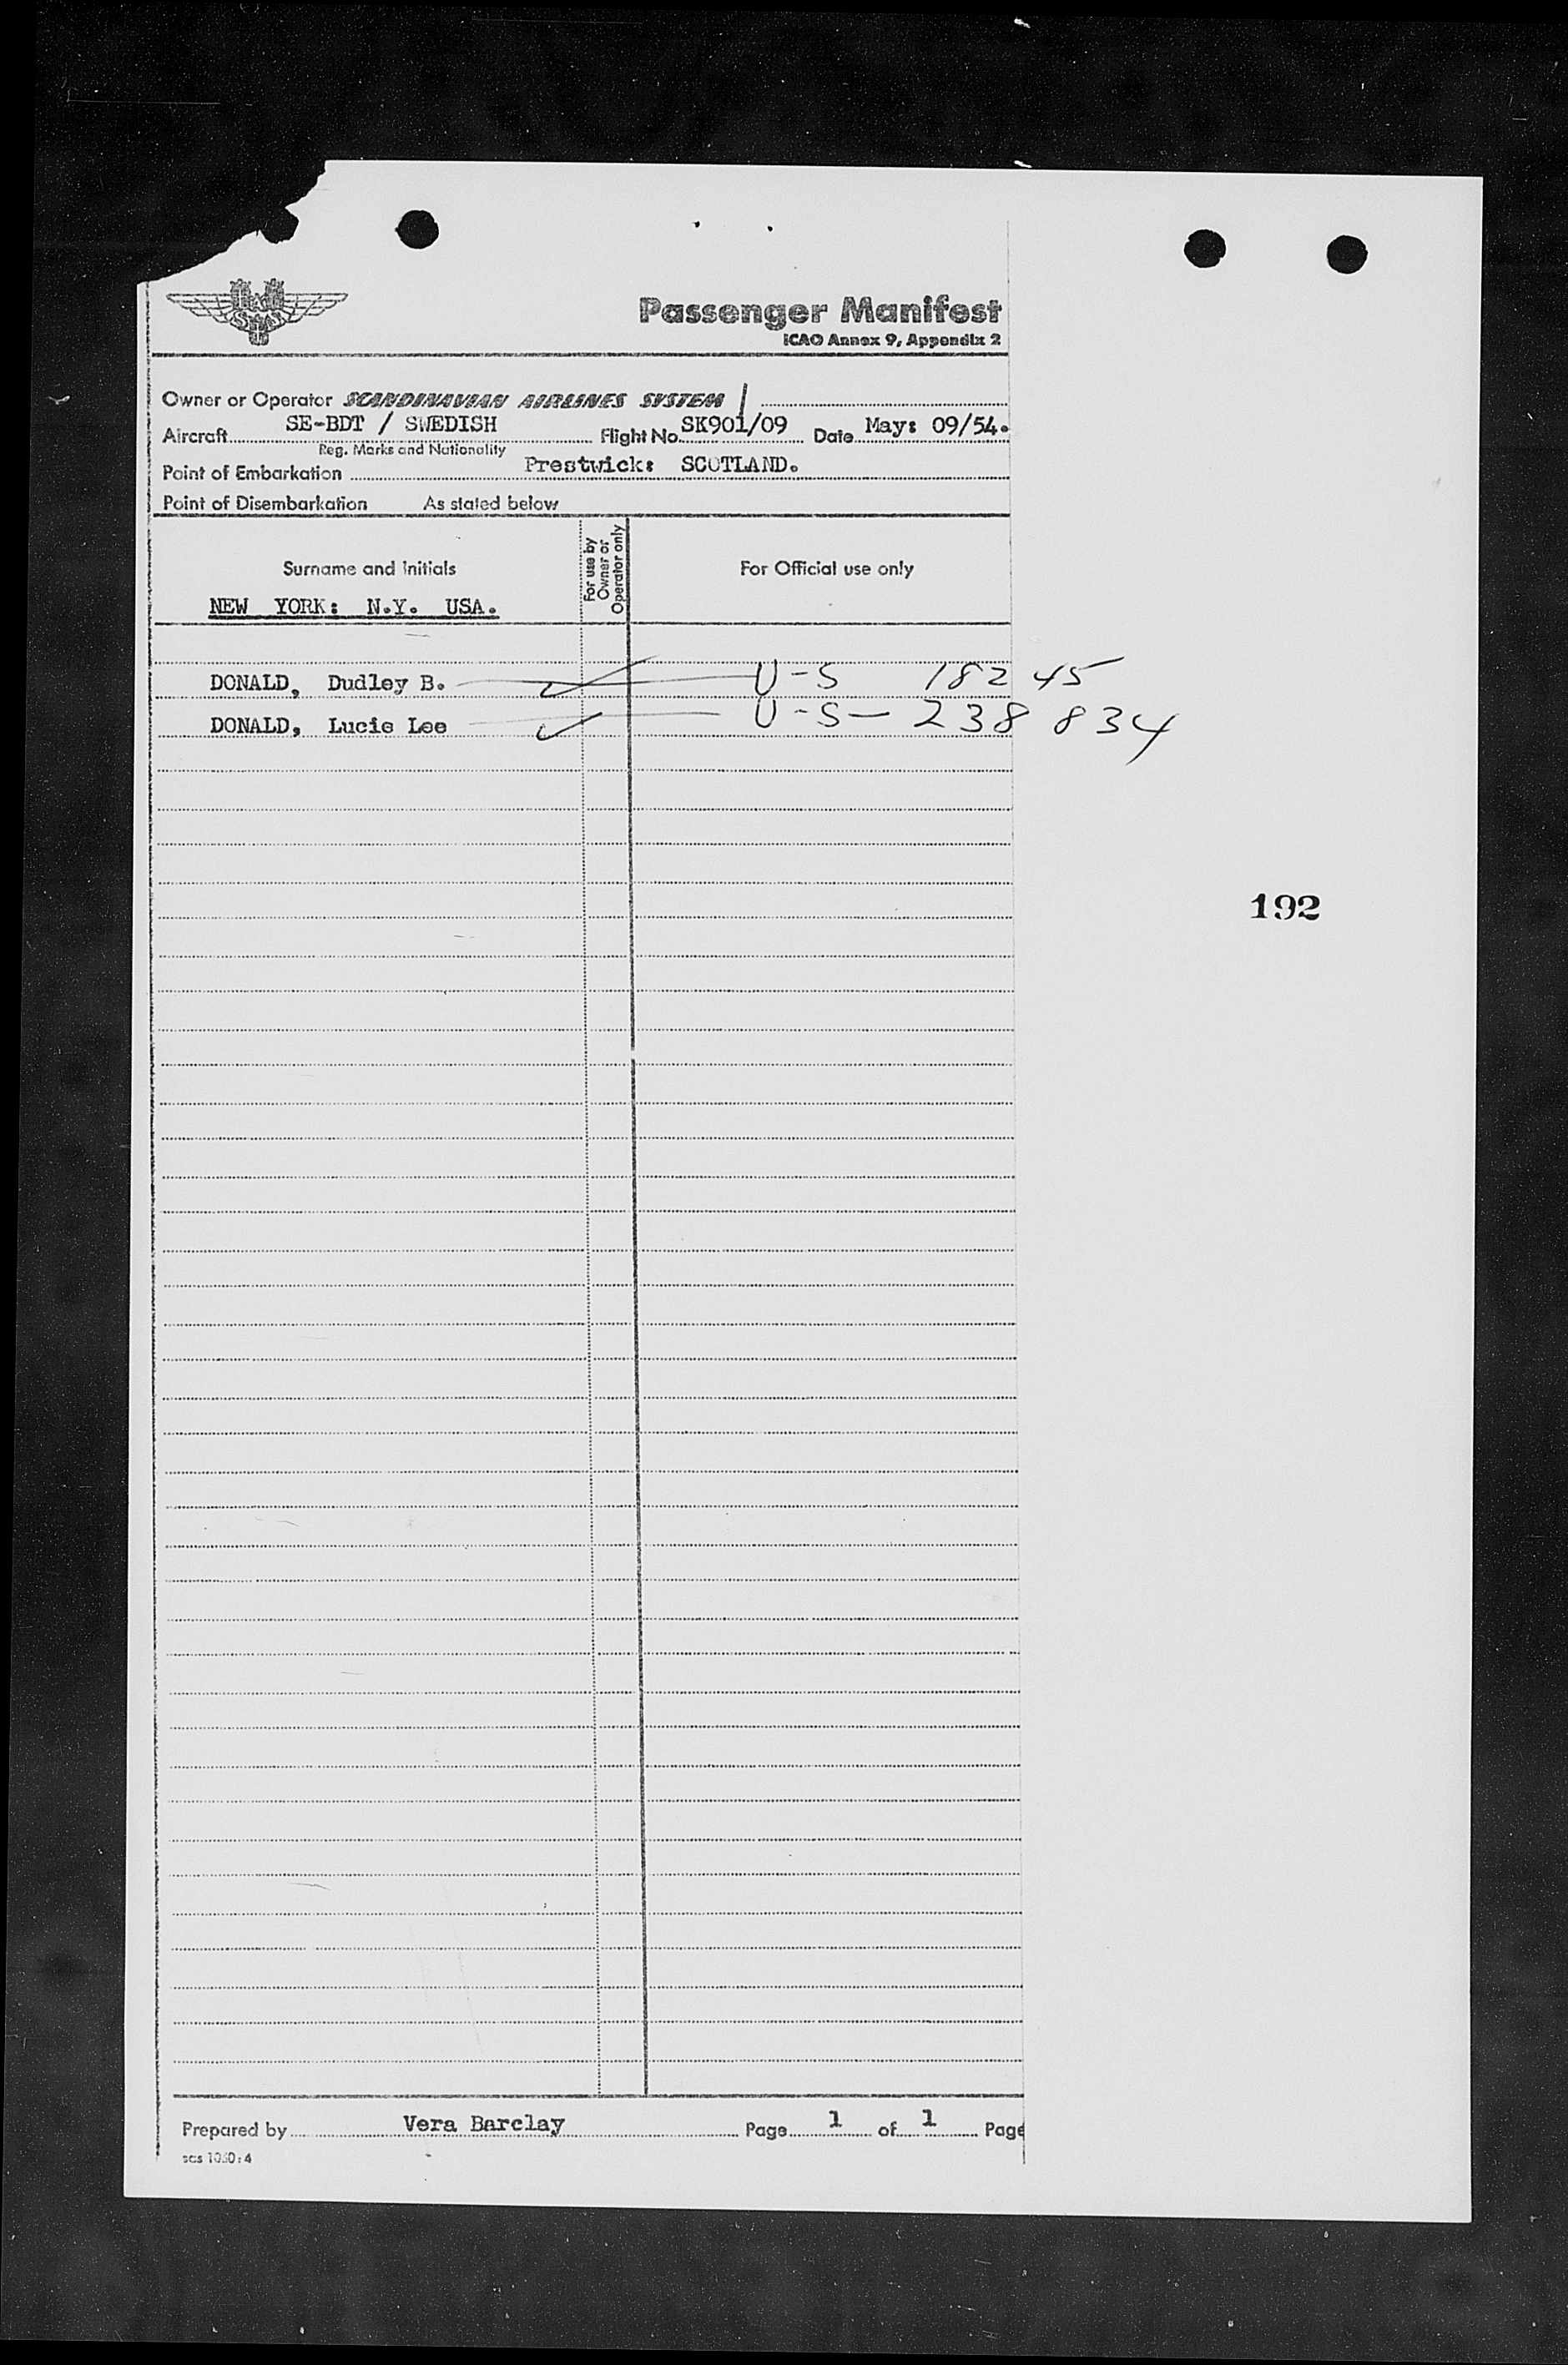 SAS
Passenger Manifest
ICAO Annex 9, Appendix 2
Owner or Operator SCANDINAVIAN AIRLINES SYSTEM
Aircraft SE-BDT / SWEDISH Flight No. SK901/09 Date May: 09/54.
Reg. Marks and Nationality
Point of Embarkation Prestwick: SCOTLAND.
Point of Disembarkation As stated below
Surname and Initials
For use by
Owner or
Operator only
For Official use only
NEW YORK: N.Y. USA.
DONALD, Dudley B. U-S 18245
DONALD, Lucie Lee U-S- 238834
192
Prepared by Vera Barclay Page 1 of 1 Page